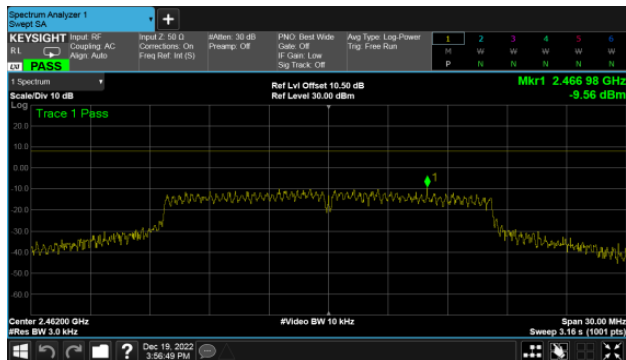 Spectrum Analyzer 1
Swept SA
+
KEYSIGHT
RL
LXI PASS
Input: RF
Coupling: AC
Align: Auto
Input Z: 50 Ω
Corrections: On
Freq Ref: Int (S)
#Atten: 30 dB
Preamp: Off
PNO: Best Wide
Gate: Off
IF Gain: Low
Sig Track: Off
Avg Type: Log-Power
Trig: Free Run
1 2 3 4 5 6
M W W W W W
P N N N N N
1 Spectrum
Scale/Div 10 dB
Ref Lvl Offset 10.50 dB
Ref Level 30.00 dBm
Mkr1 2.466 98 GHz
-9.56 dBm
Log
Trace 1 Pass
20.0
10.0
0.00
1
-10.0
-20.0
-30.0
-40.0
-50.0
-60.0
Center 2.46200 GHz
#Res BW 3.0 kHz
#Video BW 10 kHz
Span 30.00 MHz
Sweep 3.16 s (1001 pts)
?
Dec 19, 2022
3:56:49 PM